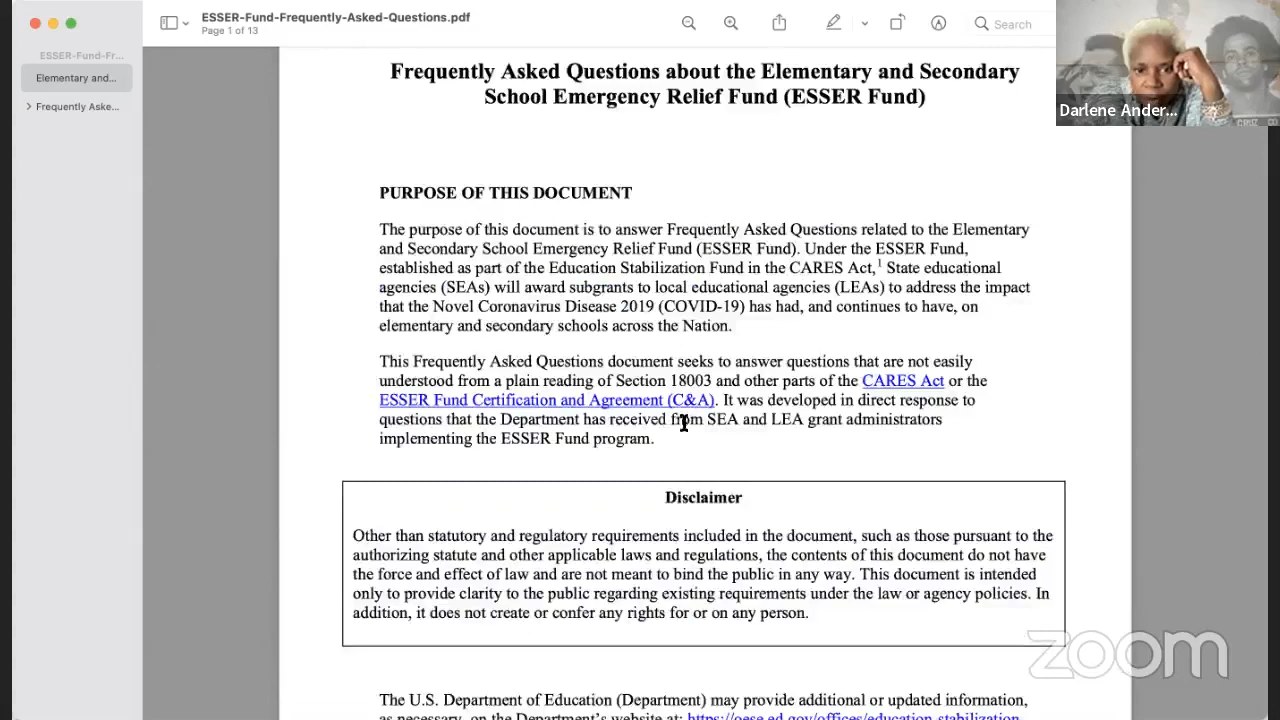 ESSER-Fund-Frequently-Asked-Questions.pdf
Page 1 of 13
Search
ESSER-Fund-Fr...
Elementary and...
Frequently Aske...
Darlene Ander...
Frequently Asked Questions about the Elementary and Secondary
School Emergency Relief Fund (ESSER Fund)
PURPOSE OF THIS DOCUMENT
The purpose of this document is to answer Frequently Asked Questions related to the Elementary
and Secondary School Emergency Relief Fund (ESSER Fund). Under the ESSER Fund,
established as part of the Education Stabilization Fund in the CARES Act,1 State educational
agencies (SEAs) will award subgrants to local educational agencies (LEAs) to address the impact
that the Novel Coronavirus Disease 2019 (COVID-19) has had, and continues to have, on
elementary and secondary schools across the Nation.
This Frequently Asked Questions document seeks to answer questions that are not easily
understood from a plain reading of Section 18003 and other parts of the CARES Act or the
ESSER Fund Certification and Agreement (C&A). It was developed in direct response to
questions that the Department has received from SEA and LEA grant administrators
implementing the ESSER Fund program.
Disclaimer
Other than statutory and regulatory requirements included in the document, such as those pursuant to the
authorizing statute and other applicable laws and regulations, the contents of this document do not have
the force and effect of law and are not meant to bind the public in any way. This document is intended
only to provide clarity to the public regarding existing requirements under the law or agency policies. In
addition, it does not create or confer any rights for or on any person.
zoom
The U.S. Department of Education (Department) may provide additional or updated information,
as necessary, on the Department's website at: https://oese.ed.gov/offices/education-stabilization